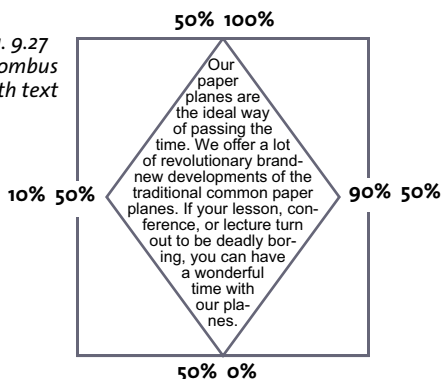 50% 100%
. 9.27
ombus
th text
Our
paper
planes are
the ideal way
of passing the
time. We offer a lot
of revolutionary brand-
new developments of the
traditional common paper
planes. If your lesson, con-
ference, or lecture turn
out to be deadly bor-
ing, you can have
a wonderful
time with
our pla-
nes.
10% 50%
90% 50%
50% 0%